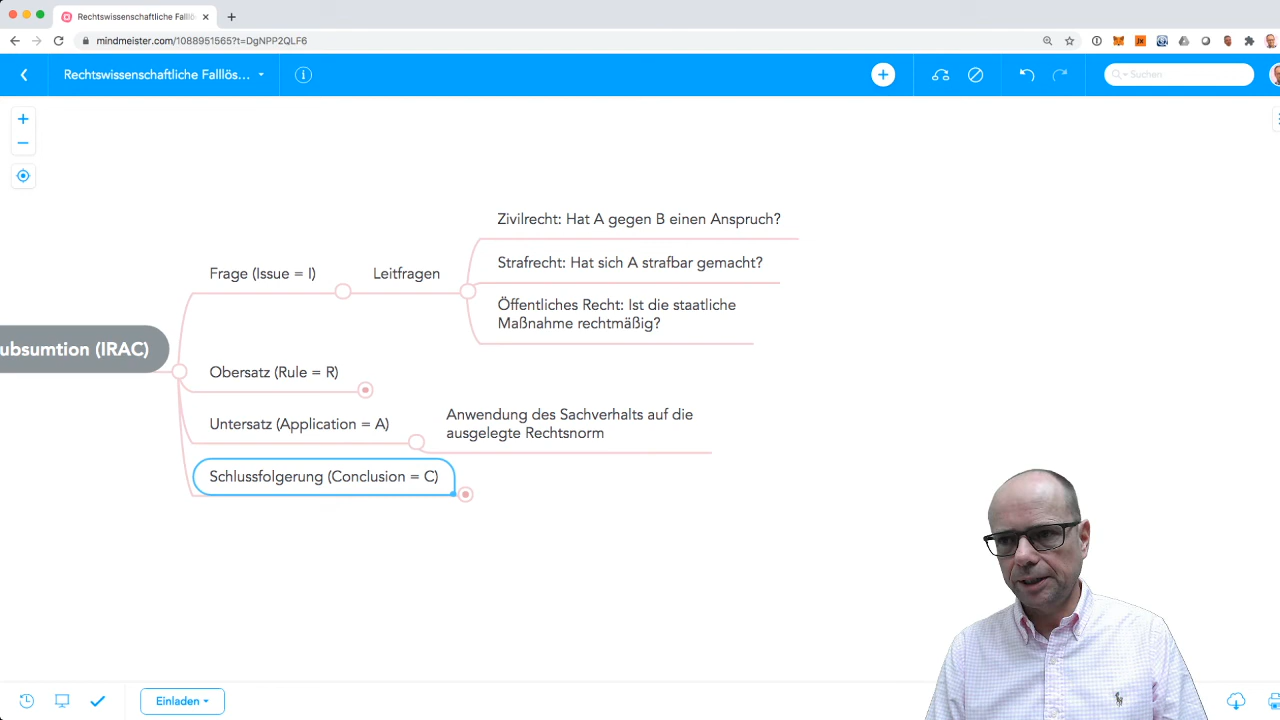 Rechtswissenschaftliche Falllös
mindmeister.com/1088951565?t=DgNPP2QLF6
Rechtswissenschaftliche Falllös...
Suchen
Zivilrecht: Hat A gegen B einen Anspruch?
Frage (Issue = I)
Leitfragen
Strafrecht: Hat sich A strafbar gemacht?
Öffentliches Recht: Ist die staatliche
Maßnahme rechtmäßig?
ubsumtion (IRAC)
Obersatz (Rule = R)
Untersatz (Application = A)
Anwendung des Sachverhalts auf die
ausgelegte Rechtsnorm
Schlussfolgerung (Conclusion = C)
Einladen